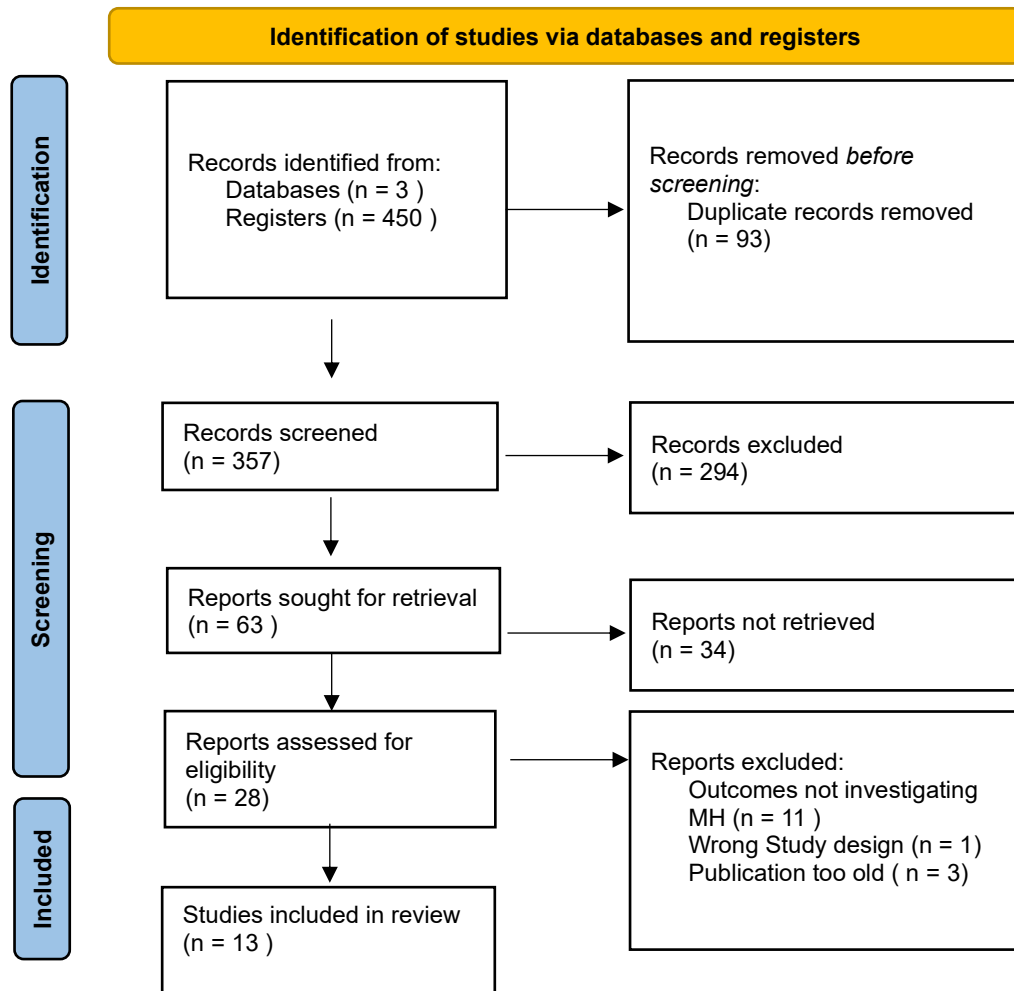 Identification of studies via databases and registers
Identification
Records identified from:
Databases (n = 3 )
Registers (n = 450 )
Records removed before
screening:
Duplicate records removed
(n = 93)
Screening
Records screened
(n = 357)
Records excluded
(n = 294)
Reports sought for retrieval
(n = 63 )
Reports not retrieved
(n = 34)
Reports assessed for
eligibility
(n = 28)
Reports excluded:
Outcomes not investigating
MH (n = 11 )
Wrong Study design (n = 1)
Publication too old ( n = 3)
Included
Studies included in review
(n = 13 )